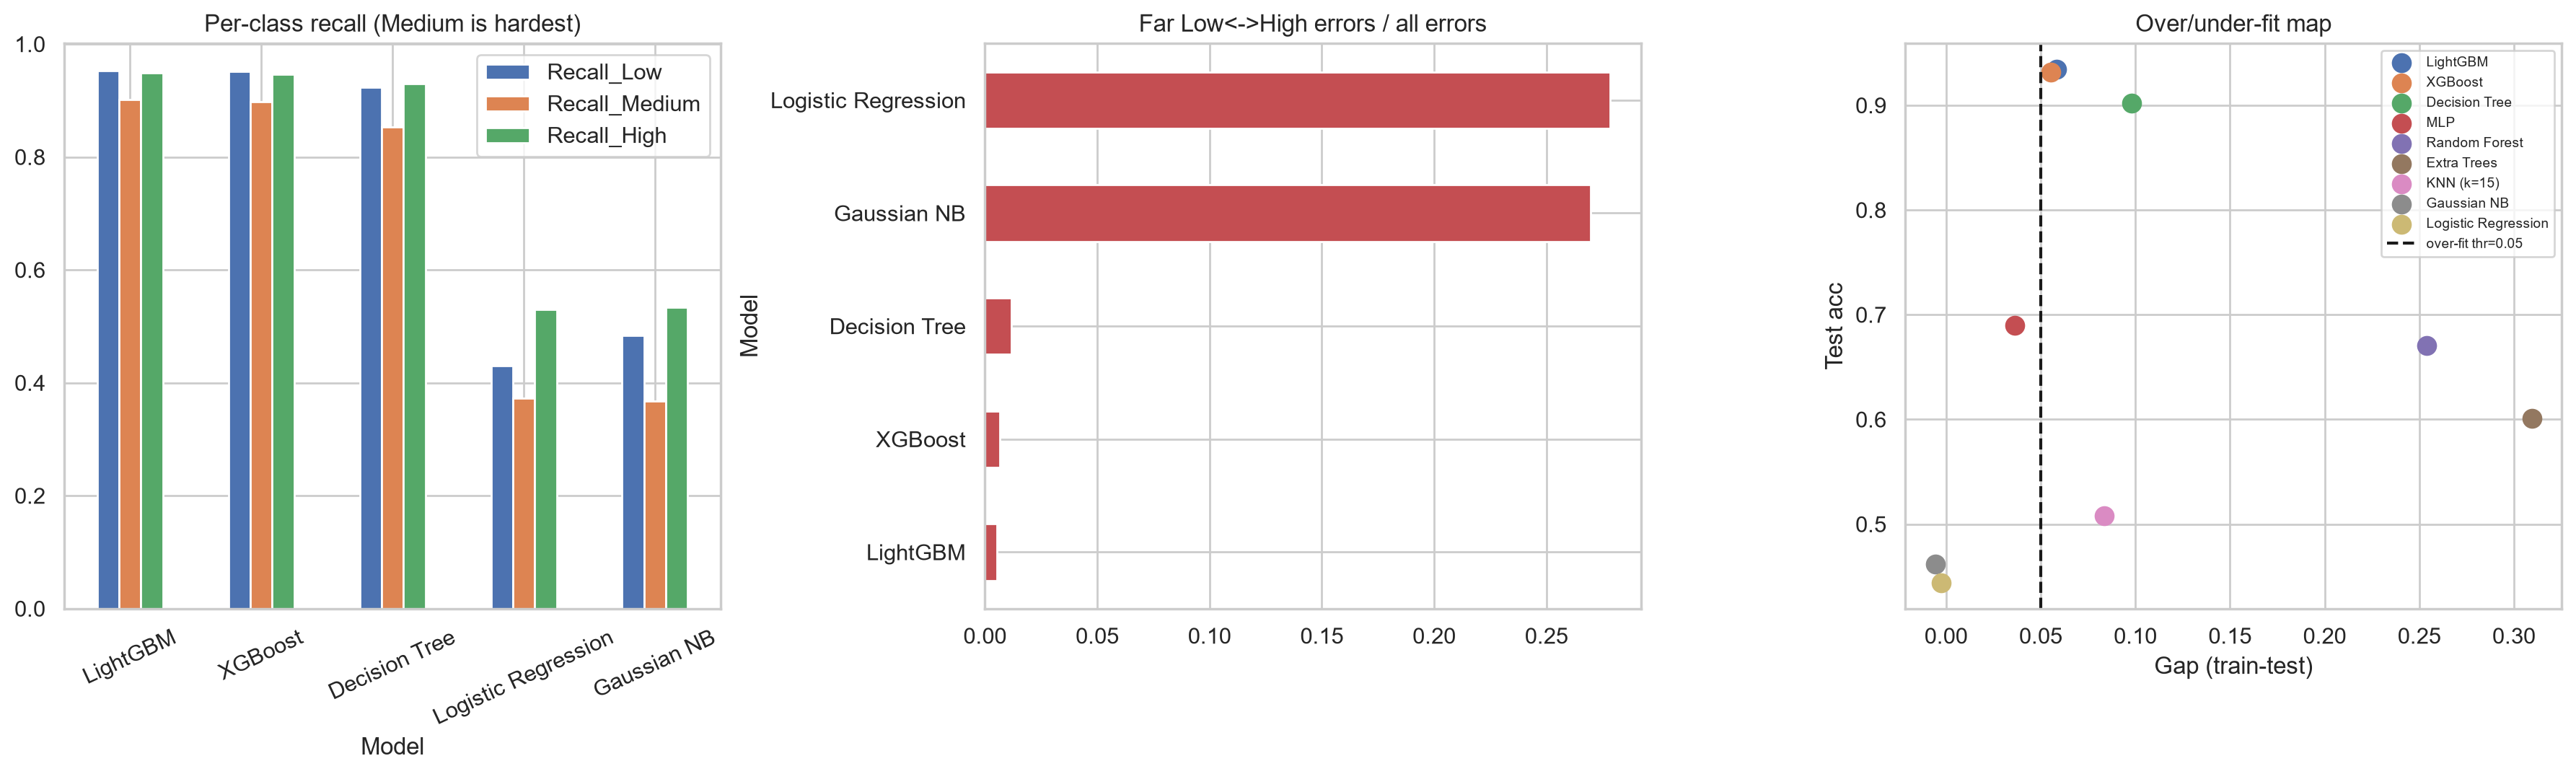 Per-class recall (Medium is hardest)
1.0
0.8
0.6
0.4
0.2
0.0
Recall_Low
Recall_Medium
Recall_High
LightGBM
XGBoost
Decision Tree
Logistic Regression
Gaussian NB
Model
Far Low<->High errors / all errors
Model
Logistic Regression
Gaussian NB
Decision Tree
XGBoost
LightGBM
0.00 0.05 0.10 0.15 0.20 0.25
Over/under-fit map
Test acc
0.9
0.8
0.7
0.6
0.5
LightGBM
XGBoost
Decision Tree
MLP
Random Forest
Extra Trees
KNN (k=15)
Gaussian NB
Logistic Regression
over-fit thr=0.05
0.00 0.05 0.10 0.15 0.20 0.25 0.30
Gap (train-test)